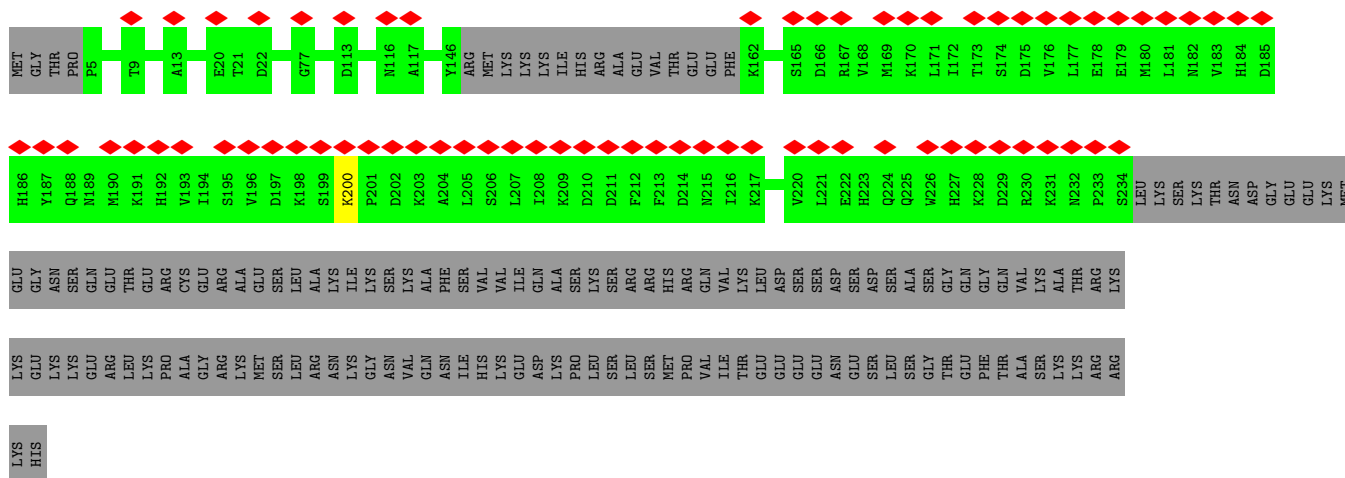 MET GLY THR PRO P5 T9 A13 E20 T21 D22 G77 D113 N116 A117 Y146 ARG MET LYS LYS LYS ILE HIS ARG ALA GLU VAL THR GLU GLU PHE K162 S165 D166 R167 V168 M169 K170 L171 I172 T173 S174 D175 V176 L177 E178 E179 M180 L181 N182 V183 H184 D185
H186 Y187 Q188 N189 M190 K191 H192 V193 I194 S195 V196 D197 K198 S199 K200 P201 D202 K203 A204 L205 S206 L207 I208 K209 D210 D211 F212 F213 D214 N215 I216 K217 V220 L221 E222 H223 Q224 Q225 W226 H227 K228 D229 R230 K231 N232 P233 S234 LEU LYS SER LYS THR ASN ASP GLY GLU GLU LYS MET
GLU GLY ASN SER GLN GLU THR GLU ARG CYS GLU ARG ALA GLU SER LEU ALA LYS ILE LYS SER LYS ALA PHE SER VAL VAL ILE GLN ALA SER LYS SER ARG ARG HIS ARG GLN VAL LYS LEU ASP SER SER ASP SER ASP SER ALA SER GLY GLN GLY GLN VAL LYS ALA THR ARG LYS
LYS GLU LYS LYS GLU ARG LEU LYS PRO ALA GLY ARG LYS MET SER LEU ARG ASN LYS GLY ASN VAL GLN ASN ILE HIS LYS GLU ASP LYS PRO LEU SER LEU SER MET PRO VAL ILE THR GLU GLU GLU GLU ASN GLU SER LEU SER GLY THR GLU PHE THR ALA SER LYS LYS ARG ARG
LYS HIS